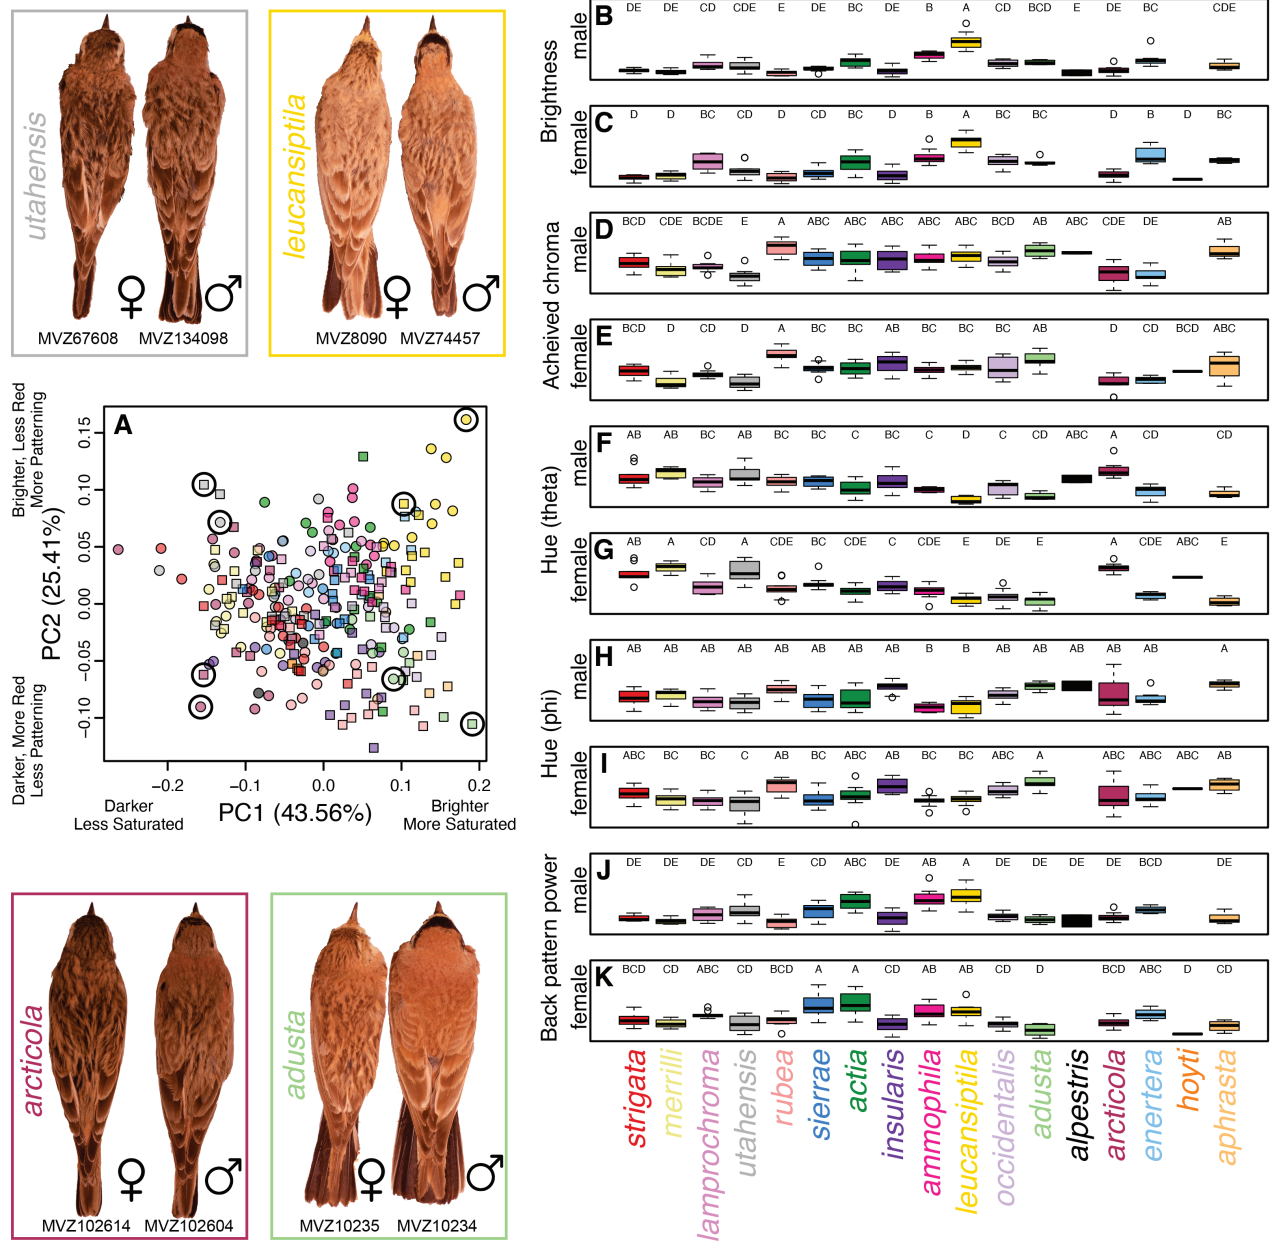 utahensis
MVZ67608 MVZ134098
♀ ♂
leucansiptila
MVZ8090 MVZ74457
♀ ♂
A
Brighter, Less Red
More Patterning
PC2 (25.41%)
Darker, More Red
Less Patterning
0.15
0.10
0.05
0.00
−0.05
−0.10
−0.2 −0.1 0.0 0.1 0.2
PC1 (43.56%)
Darker
Less Saturated
Brighter
More Saturated
arcticola
MVZ102614 MVZ102604
♀ ♂
adusta
MVZ10235 MVZ10234
♀ ♂
Brightness
male
B
DE DE CD CDE E DE BC DE B A CD BCD E DE BC CDE
female
C
D D BC CD D CD BC D B A BC BC D B D BC
Acheived chroma
male
D
BCD CDE BCDE E A ABC ABC ABC ABC ABC BCD AB ABC CDE DE AB
female
E
BCD D CD D A BC BC AB BC BC BC AB D CD BCD ABC
Hue (theta)
male
F
AB AB BC AB BC BC C BC C D C CD ABC A CD CD
Female
G
AB A CD A CDE BC CDE C CDE E DE E A CDE ABC E
Hue (phi)
male
H
AB AB AB AB AB AB AB AB B B AB AB AB AB AB A
female
I
ABC BC BC C AB BC ABC AB BC BC ABC A ABC ABC ABC AB
Back pattern power
male
J
DE DE DE CD E CD ABC DE AB A DE DE DE DE BCD DE
female
K
BCD CD ABC CD BCD A A CD AB AB CD D BCD ABC D CD
strigata
merrilli
lamprochroma
utahensis
rubea
sierrae
actia
insularis
ammophila
leucansiptila
occidentalis
adusta
alpestris
arcticola
enertera
hoyti
aphrasta